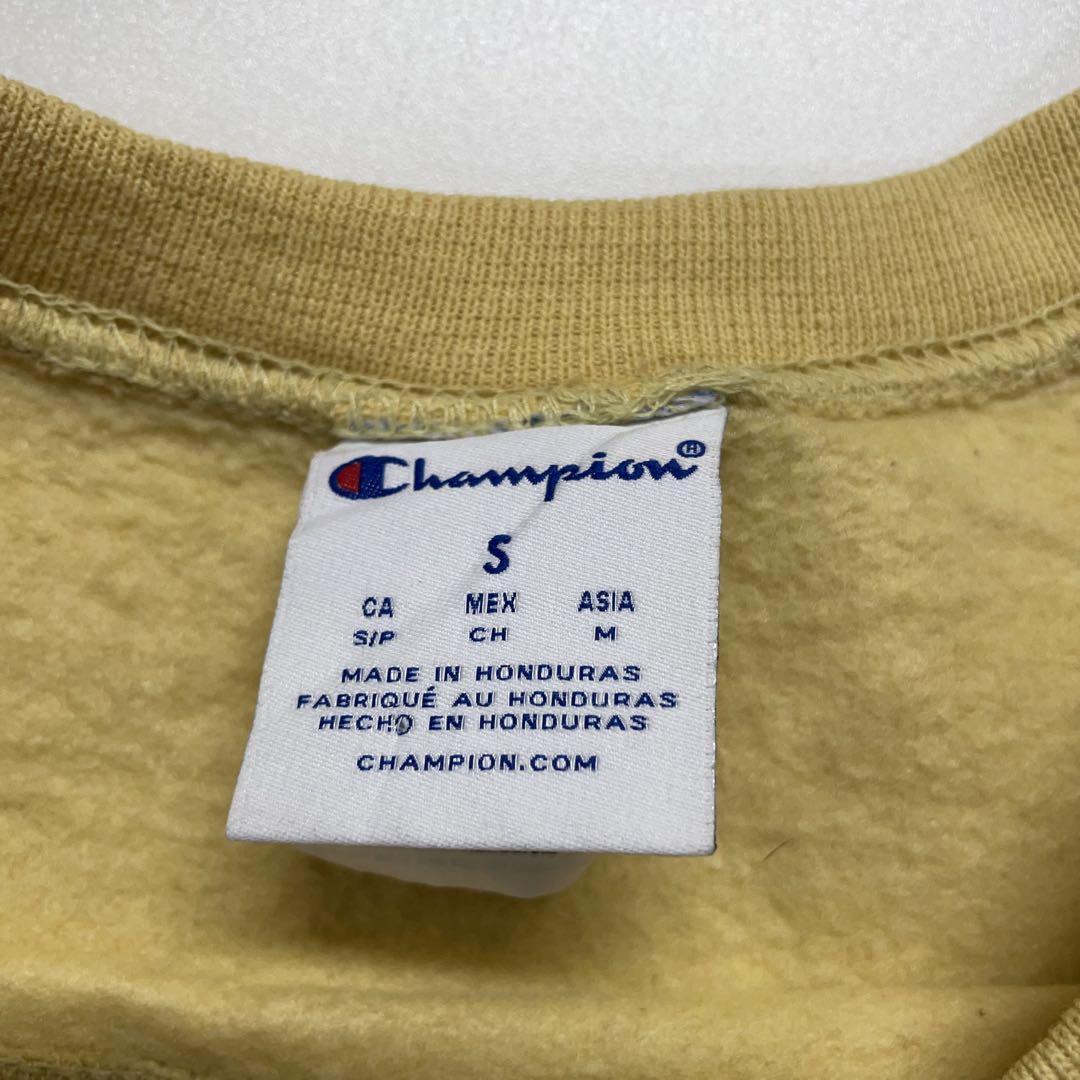 Champion®
S
CA MEX ASIA
S/P CH M
MADE IN HONDURAS
FABRIQUÉ AU HONDURAS
HECHO EN HONDURAS
CHAMPION.COM